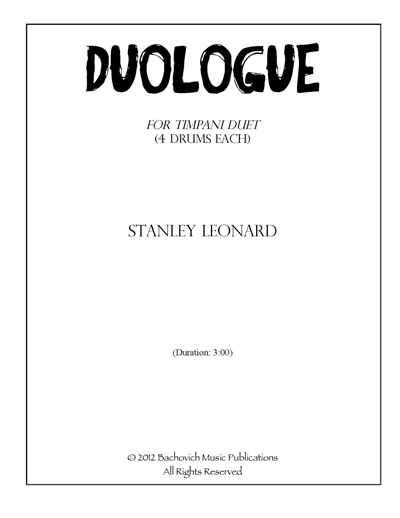 DUOLOGUE
FOR TIMPANI DUET
(4 DRUMS EACH)
STANLEY LEONARD
(Duration: 3:00)
© 2012 Bachovich Music Publications
All Rights Reserved